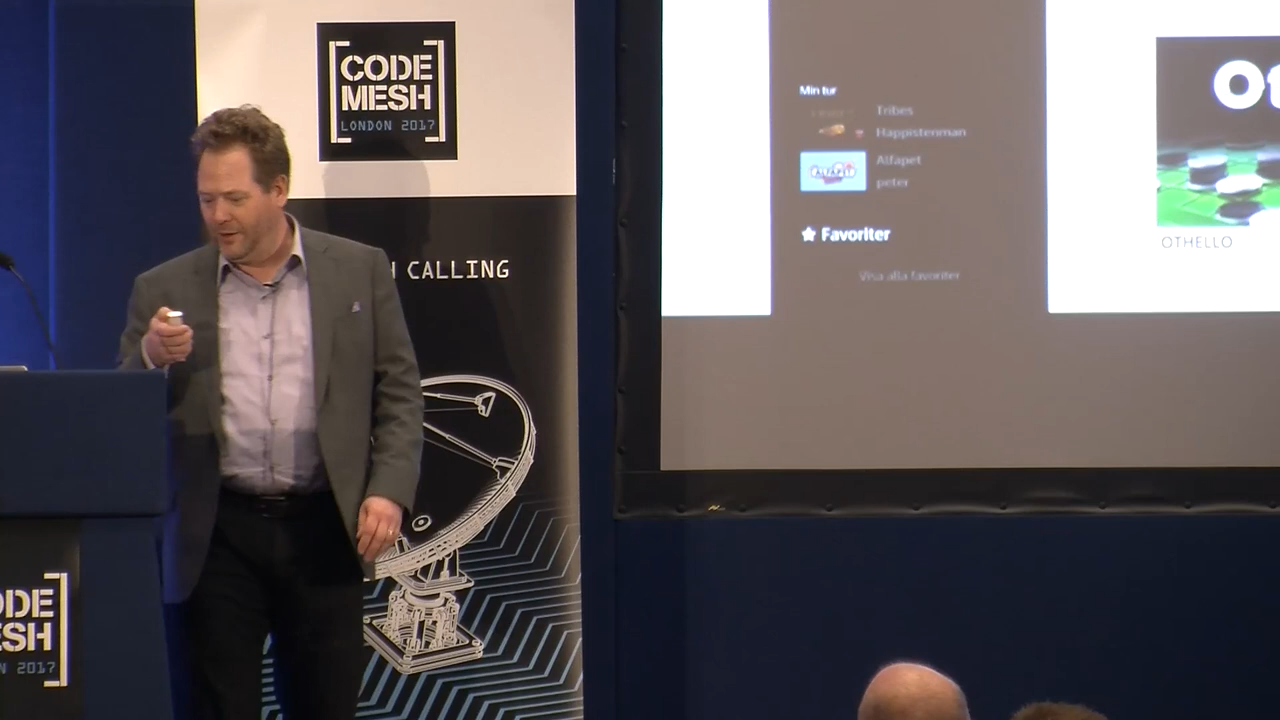 CODE
MESH
LONDON 2017
CALLING
Min tur
Tribes
Happistenman
ALFAPET
Alfapet
peter
Favoriter
Visa alla favoriter
OTHELLO
ODE
ESH
N 2017